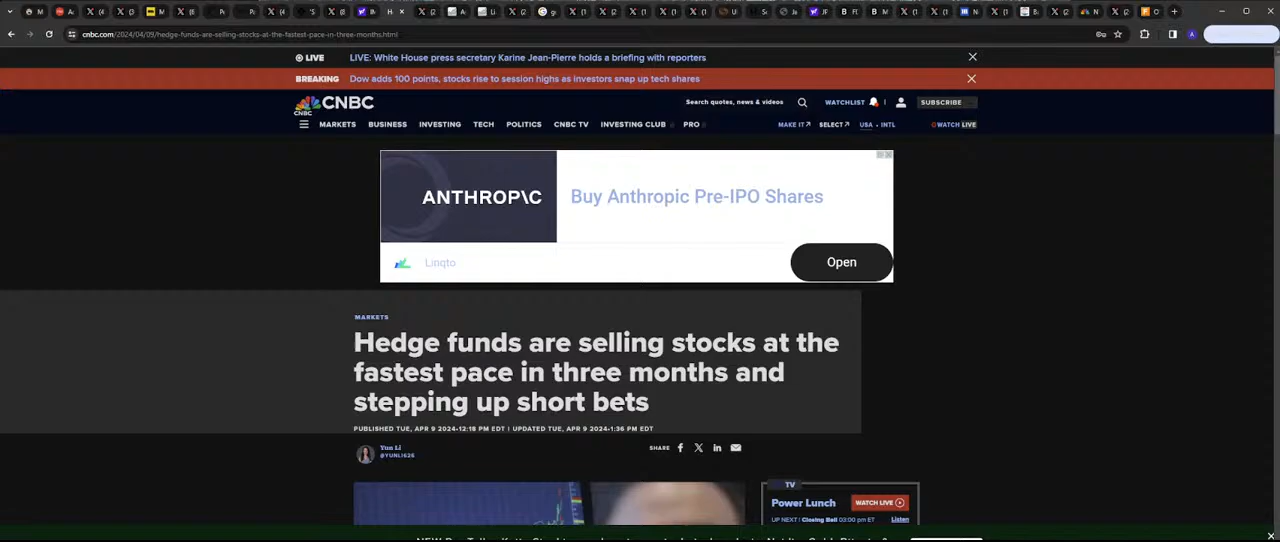 cnbc.com/2024/04/09/hedge-funds-are-selling-stocks-at-the-fastest-pace-in-three-months.html
LIVE LIVE: White House press secretary Karine Jean-Pierre holds a briefing with reporters
BREAKING Dow adds 100 points, stocks rise to session highs as investors snap up tech shares
CNBC CNBC Search quotes, news & videos WATCHLIST SUBSCRIBE
MARKETS BUSINESS INVESTING TECH POLITICS CNBC TV INVESTING CLUB PRO MAKE IT SELECT USA • INTL WATCH LIVE
ANTHROP\C Buy Anthropic Pre-IPO Shares
Linqto Open
MARKETS
Hedge funds are selling stocks at the
fastest pace in three months and
stepping up short bets
PUBLISHED TUE, APR 9 2024•12:18 PM EDT | UPDATED TUE, APR 9 2024•1:36 PM EDT
Yun Li
@YUNLI626
SHARE
TV
Power Lunch WATCH LIVE
UP NEXT | Closing Bell 03:00 pm ET Listen